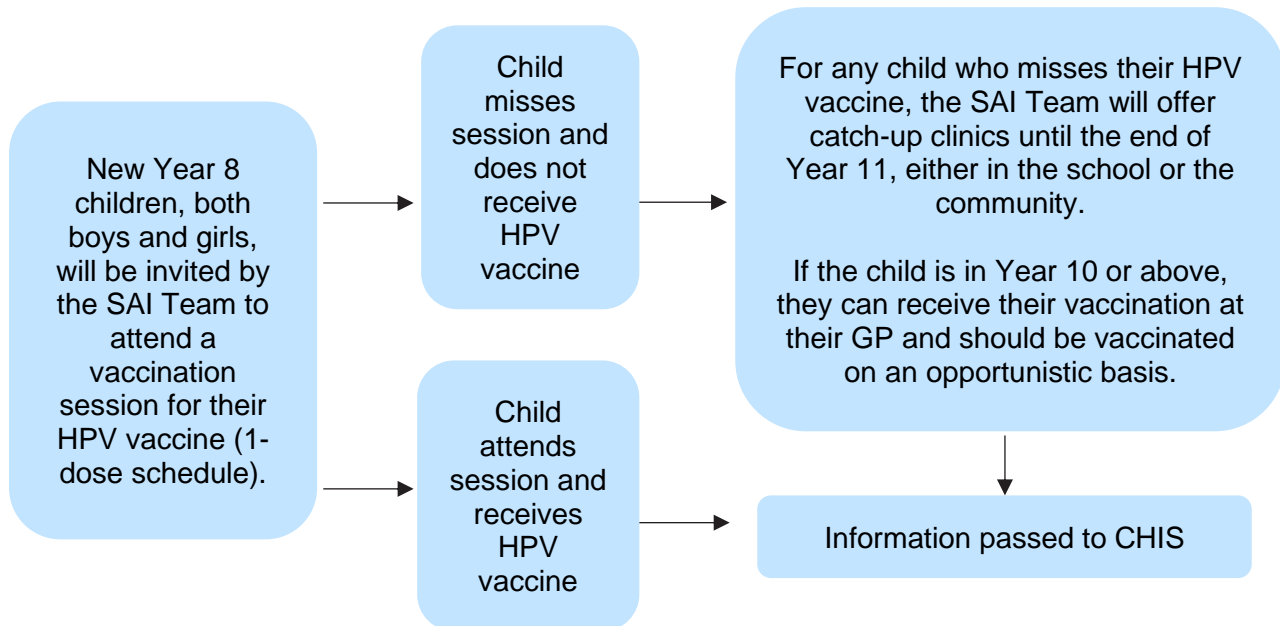 New Year 8
children, both
boys and girls,
will be invited by
the SAI Team to
attend a
vaccination
session for their
HPV vaccine (1-
dose schedule).
Child
misses
session and
does not
receive
HPV
vaccine
For any child who misses their HPV
vaccine, the SAI Team will offer
catch-up clinics until the end of
Year 11, either in the school or the
community.
If the child is in Year 10 or above,
they can receive their vaccination at
their GP and should be vaccinated
on an opportunistic basis.
Child
attends
session and
receives
HPV
vaccine
Information passed to CHIS